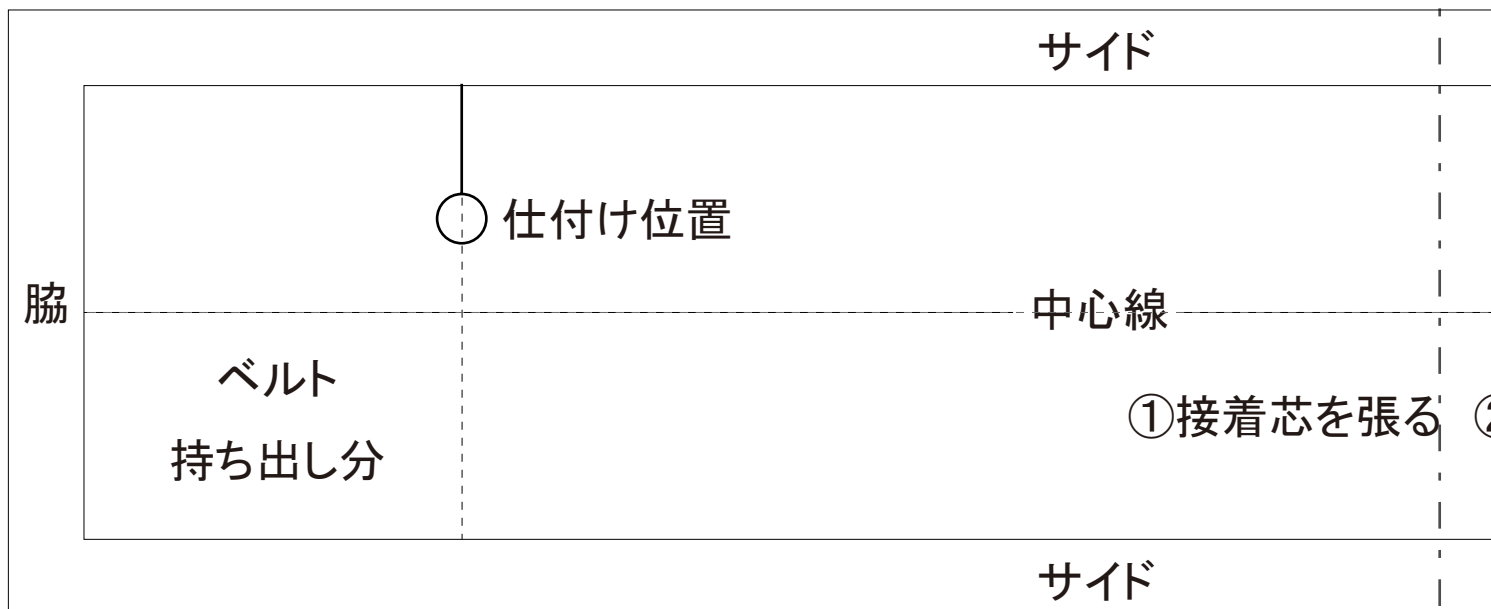 サイド
仕付け位置
脇
中心線
ベルト
持ち出し分
①接着芯を張る
サイド